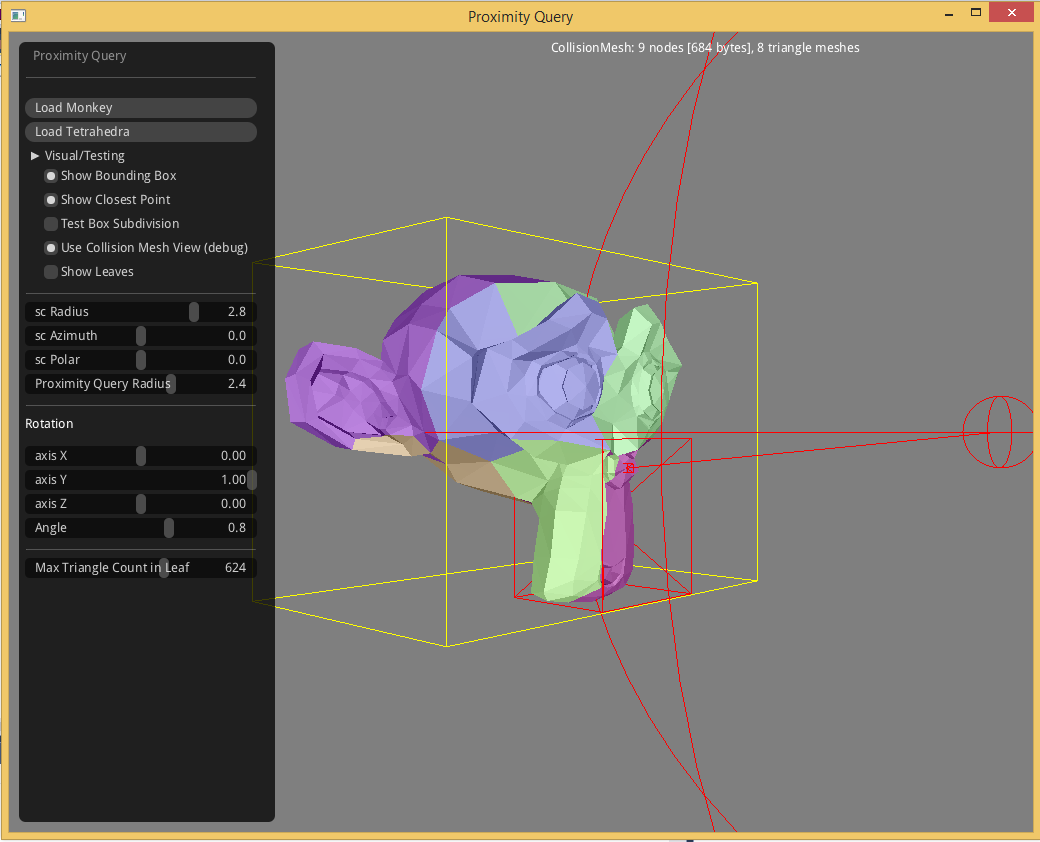 Proximity Query
CollisionMesh: 9 nodes [684 bytes], 8 triangle meshes
Proximity Query
Load Monkey
Load Tetrahedra
Visual/Testing
Show Bounding Box
Show Closest Point
Test Box Subdivision
Use Collision Mesh View (debug)
Show Leaves
sc Radius 2.8
sc Azimuth 0.0
sc Polar 0.0
Proximity Query Radius 2.4
Rotation
axis X 0.00
axis Y 1.00
axis Z 0.00
Angle 0.8
Max Triangle Count in Leaf 624